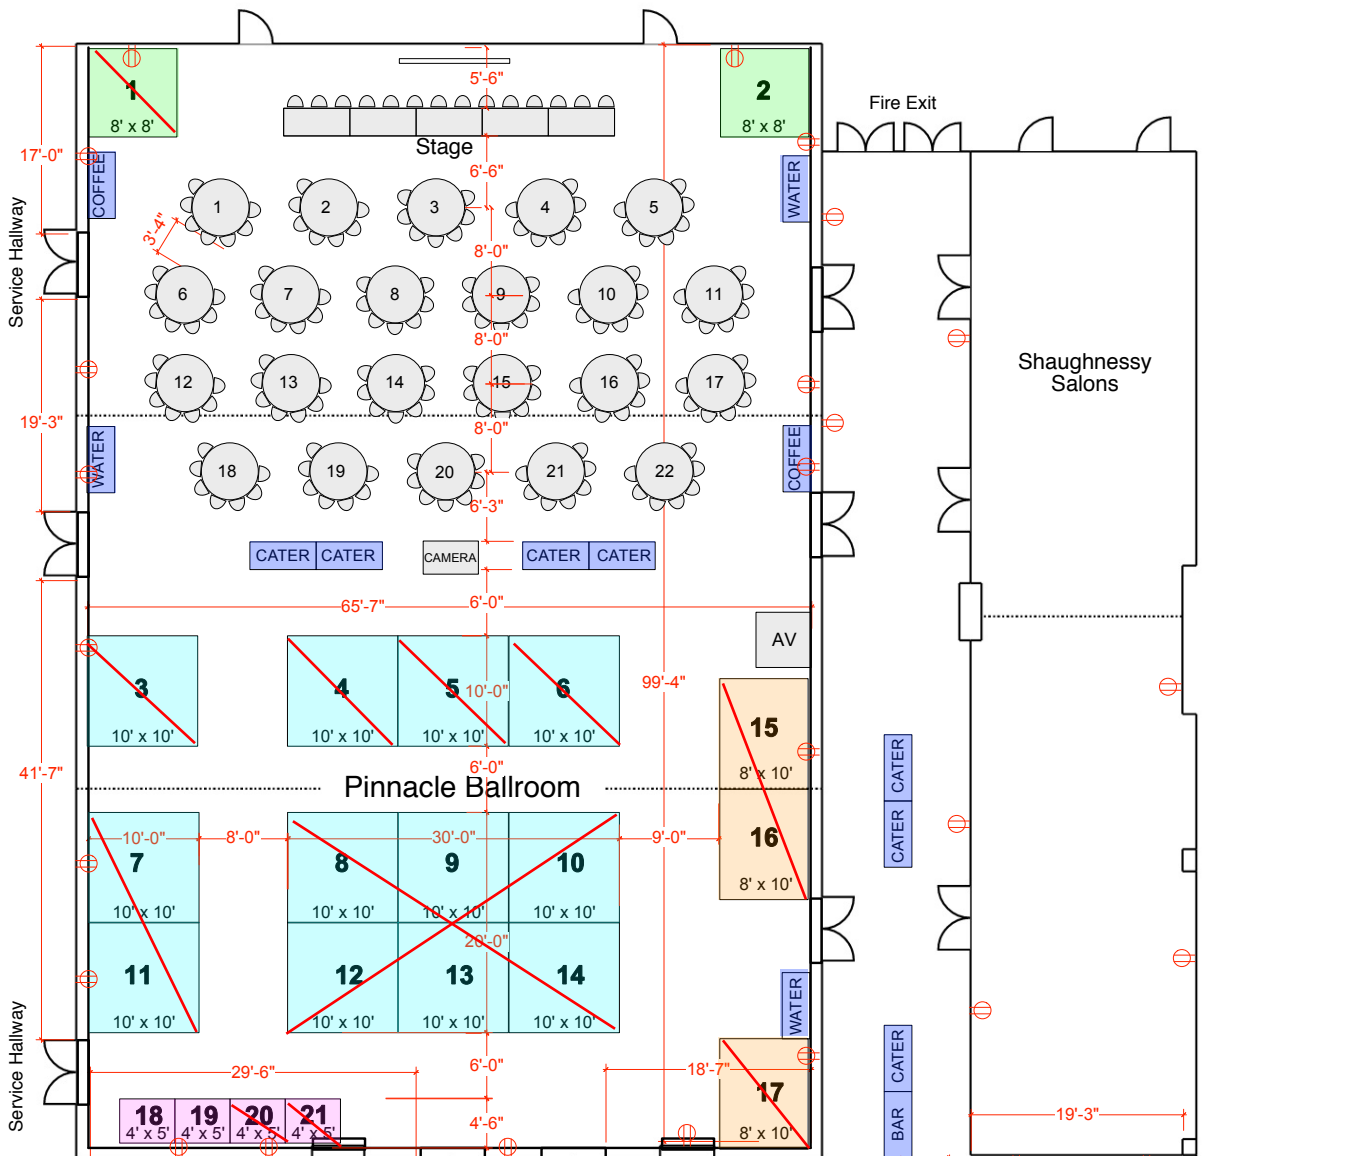 Fire Exit
5'-6"
1
2
8' x 8'
8' x 8'
Stage
17'-0"
6'-6"
COFFEE
WATER
Service Hallway
1
2
3
4
5
3'-4"
8'-0"
6
7
8
9
10
11
8'-0"
Shaughnessy
Salons
12
13
14
15
16
17
19'-3"
8'-0"
WATER
COFFEE
18
19
20
21
22
6'-3"
CATER
CATER
CAMERA
CATER
CATER
65'-7"
6'-0"
AV
3
4
5
6
10'-0"
99'-4"
10' x 10'
10' x 10'
10' x 10'
10' x 10'
15
8' x 10'
41'-7"
6'-0"
Pinnacle Ballroom
CATER
CATER
10'-0"
8'-0"
30'-0"
9'-0"
16
7
8
9
10
8' x 10'
10' x 10'
10' x 10'
10' x 10'
10' x 10'
20'-0"
11
12
13
14
10' x 10'
10' x 10'
10' x 10'
10' x 10'
WATER
Service Hallway
29'-6"
6'-0"
18'-7"
CATER
BAR
17
8' x 10'
18
19
20
21
4' x 5'
4' x 5'
4' x 5'
4' x 5'
4'-6"
19'-3"